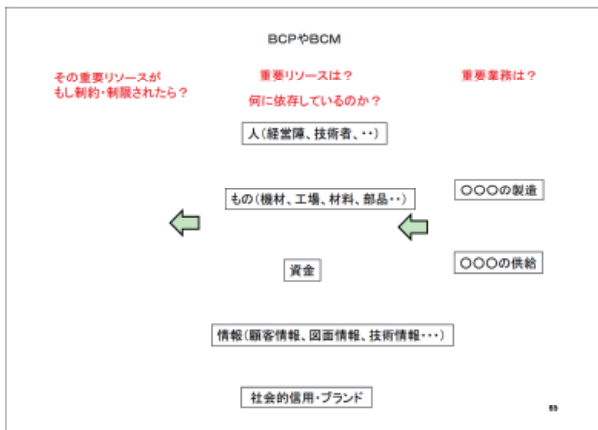 BCPやBCM
その重要リソースが
もし制約・制限されたら？
重要リソースは？
何に依存しているのか？
重要業務は？
人（経営陣、技術者、・・）
もの（機材、工場、材料、部品・・）
資金
情報（顧客情報、図面情報、技術情報・・・）
社会的信用・ブランド
〇〇〇の製造
〇〇〇の供給